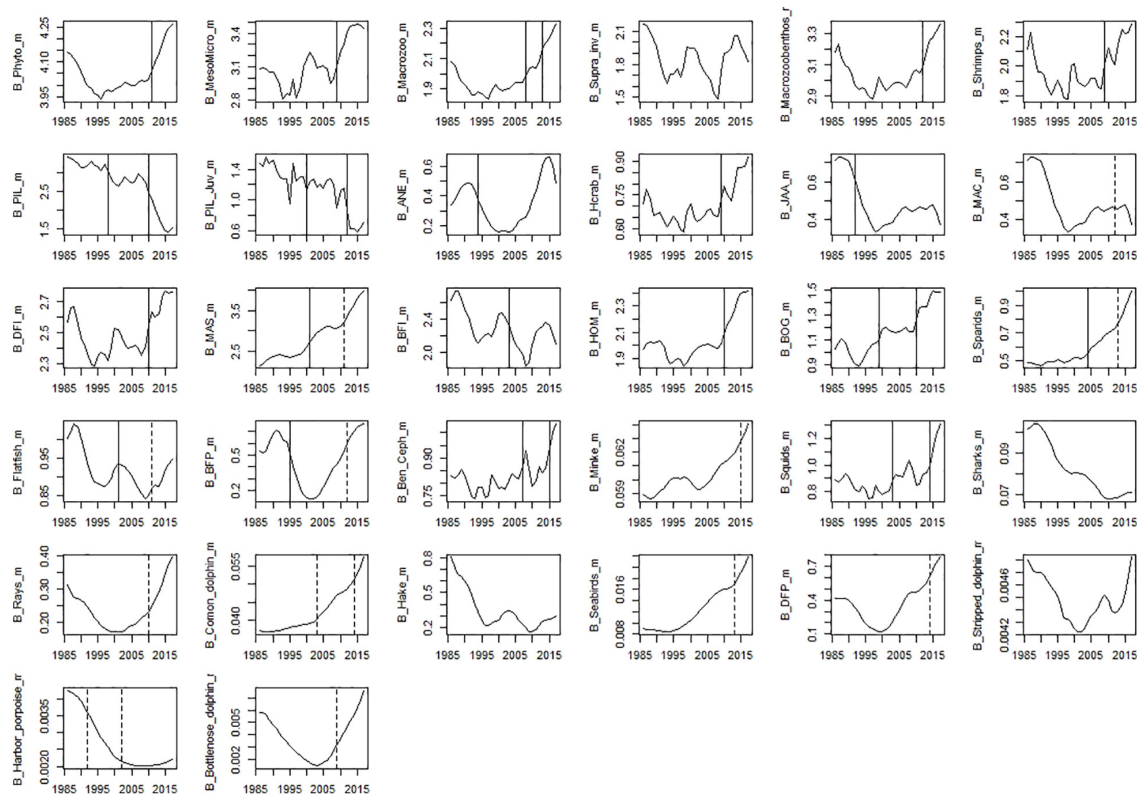 B_Phyto_m
3.95 4.10 4.25
1985 1995 2005 2015
B_MesoMicro_m
2.8 3.1 3.4
1985 1995 2005 2015
B_Macrozoo_m
1.9 2.1 2.3
1985 1995 2005 2015
B_Supra_inv_m
1.5 1.8 2.1
1985 1995 2005 2015
B_Macrozoobenthos_r
2.9 3.1 3.3
1985 1995 2005 2015
B_Shrimps_m
1.8 2.0 2.2
1985 1995 2005 2015
B_PIL_m
1.5 2.5
1985 1995 2005 2015
B_PIL_Juv_m
0.6 1.0 1.4
1985 1995 2005 2015
B_ANE_m
0.2 0.4 0.6
1985 1995 2005 2015
B_Hcrab_m
0.60 0.75 0.90
1985 1995 2005 2015
B_JAA_m
0.4 0.6
1985 1995 2005 2015
B_MAC_m
0.4 0.6
1985 1995 2005 2015
B_DFI_m
2.3 2.5 2.7
1985 1995 2005 2015
B_MAS_m
2.5 3.5
1985 1995 2005 2015
B_BFI_m
2.0 2.4
1985 1995 2005 2015
B_HOM_m
1.9 2.1 2.3
1985 1995 2005 2015
B_BOG_m
0.9 1.1 1.3 1.5
1985 1995 2005 2015
B_Sparids_m
0.5 0.7 0.9
1985 1995 2005 2015
B_Flatfish_m
0.85 0.95
1985 1995 2005 2015
B_BFP_m
0.2 0.5
1985 1995 2005 2015
B_Ben_Ceph_m
0.75 0.90
1985 1995 2005 2015
B_Minke_m
0.059 0.062
1985 1995 2005 2015
B_Squids_m
0.8 1.0 1.2
1985 1995 2005 2015
B_Sharks_m
0.07 0.09
1985 1995 2005 2015
B_Rays_m
0.20 0.30 0.40
1985 1995 2005 2015
B_Comon_dolphin_m
0.040 0.055
1985 1995 2005 2015
B_Hake_m
0.2 0.5 0.8
1985 1995 2005 2015
B_Seabirds_m
0.008 0.016
1985 1995 2005 2015
B_DFP_m
0.1 0.4 0.7
1985 1995 2005 2015
B_Stripped_dolphin_rr
0.0042 0.0046
1985 1995 2005 2015
B_Harbor_porpoise_rr
0.0020 0.0035
1985 1995 2005 2015
B_Bottlenose_dolphin_r
0.002 0.005
1985 1995 2005 2015